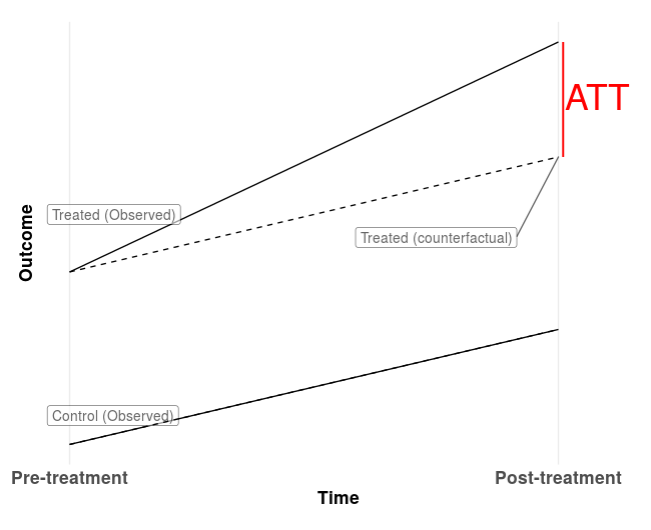 ATT
Treated (Observed)
Treated (counterfactual)
Outcome
Control (Observed)
Pre-treatment
Post-treatment
Time